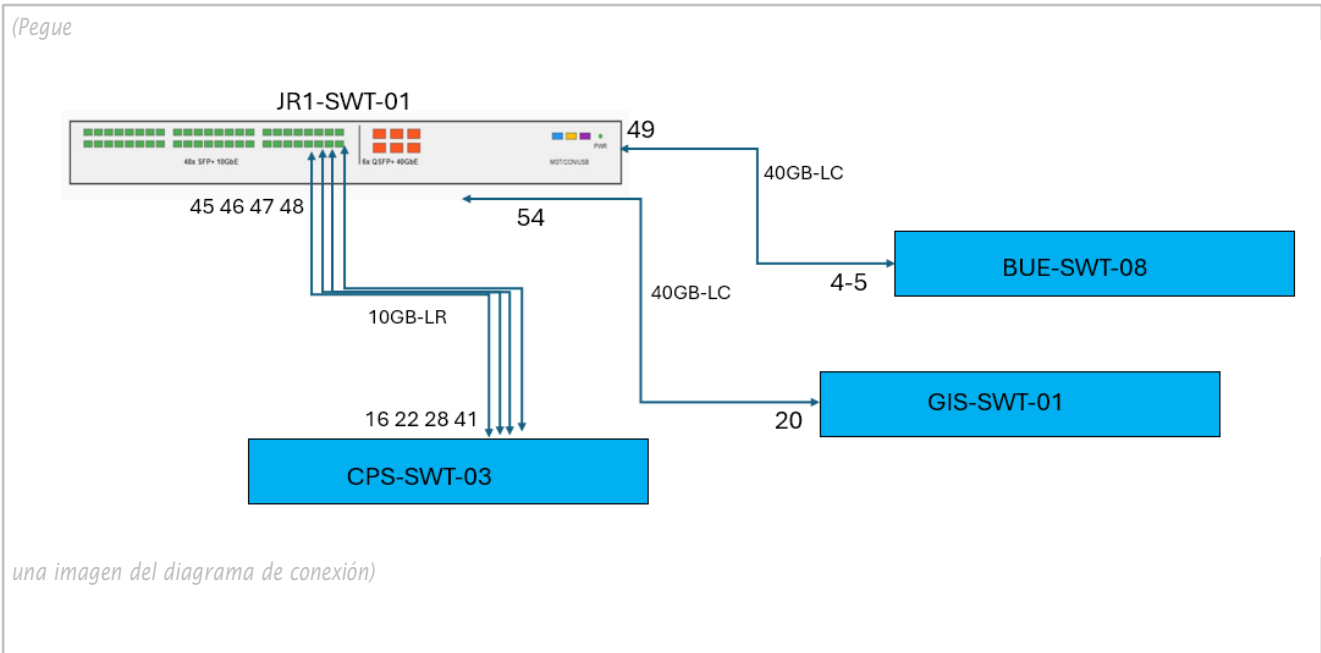 (Pegue
JR1-SWT-01
49
PWR
48x SFP+ 10GbE
6x QSFP+ 40GbE
MGT/CON/USB
40GB-LC
45 46 47 48
54
BUE-SWT-08
4-5
40GB-LC
10GB-LR
GIS-SWT-01
16 22 28 41
20
CPS-SWT-03
una imagen del diagrama de conexión)